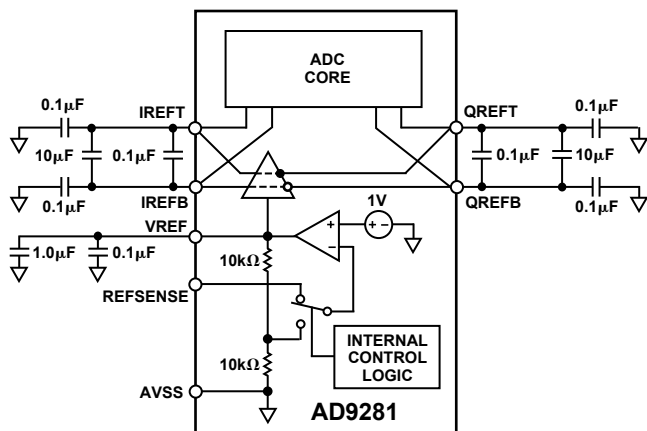 ADC
CORE
0.1µF
IREFT
QREFT
0.1µF
10µF
0.1µF
0.1µF
10µF
0.1µF
IREFB
QREFB
0.1µF
1V
VREF
+
+ −
−
1.0µF
0.1µF
10kΩ
REFSENSE
10kΩ
INTERNAL
CONTROL
LOGIC
AVSS
AD9281